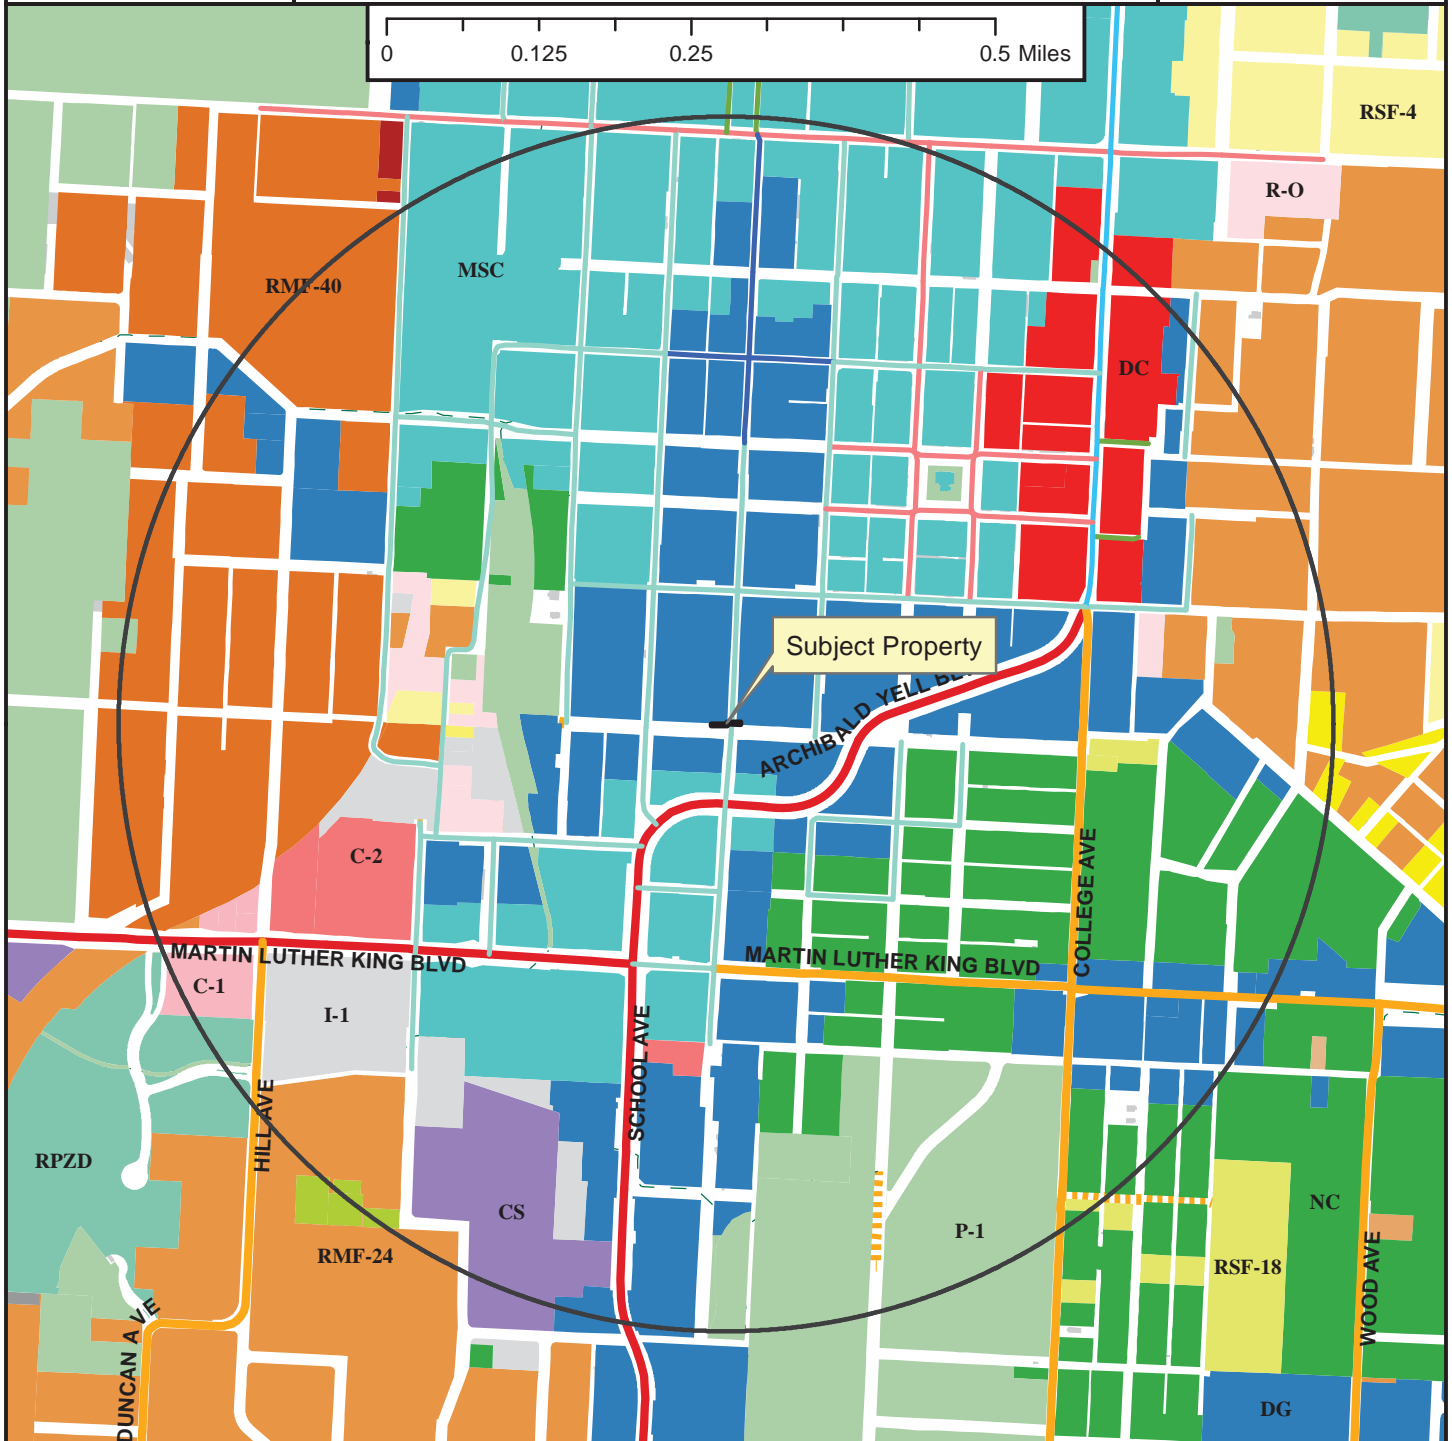 0 0.125 0.25 0.5 Miles
RSF-4
R-O
MSC
RMF-40
DC
Subject Property
ARCHIBALD YELL BL
C-2
COLLEGE AVE
MARTIN LUTHER KING BLVD
MARTIN LUTHER KING BLVD
C-1
I-1
SCHOOL AVE
HILL AVE
RPZD
CS
NC
P-1
RMF-24
RSF-18
WOOD AVE
DUNCAN A VE
DG